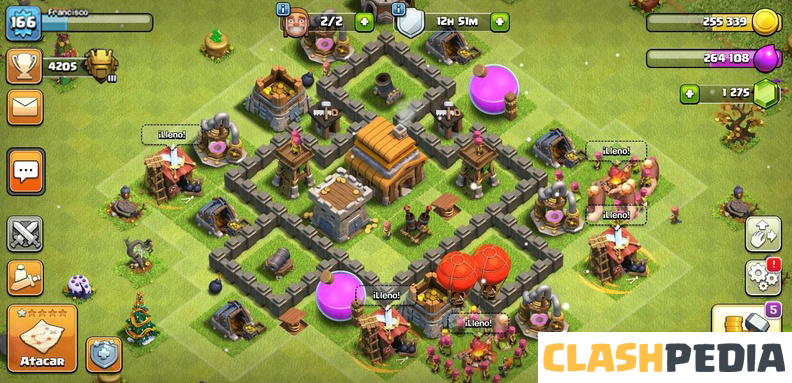 francisco
166
2/2
12h 51m
255 339
4205
264 108
1 275
¡Lleno!
¡Lleno!
¡Lleno!
¡Lleno!
¡Lleno!
Atacar
5
CLASHPEDIA